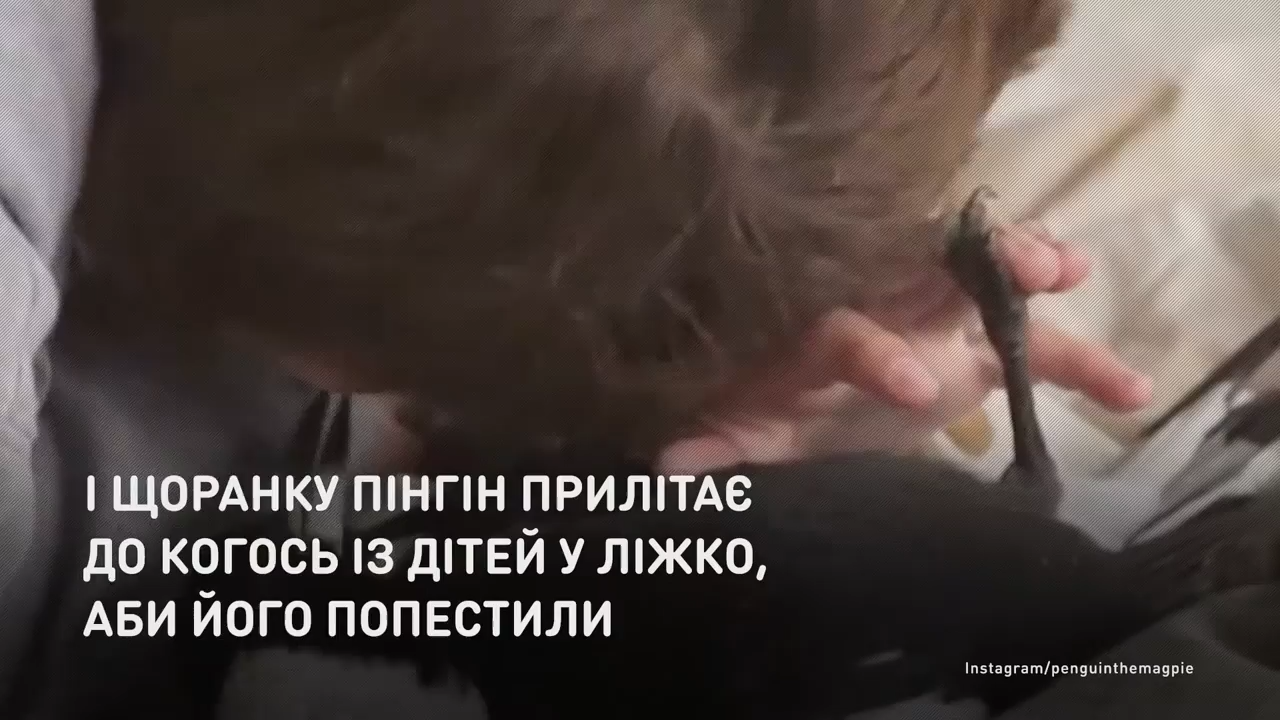 І ЩОРАНКУ ПІНГІН ПРИЛІТАЄ
ДО КОГОСЬ ІЗ ДІТЕЙ У ЛІЖКО,
АБИ ЙОГО ПОПЕСТИЛИ
Instagram/penguinthemagpie